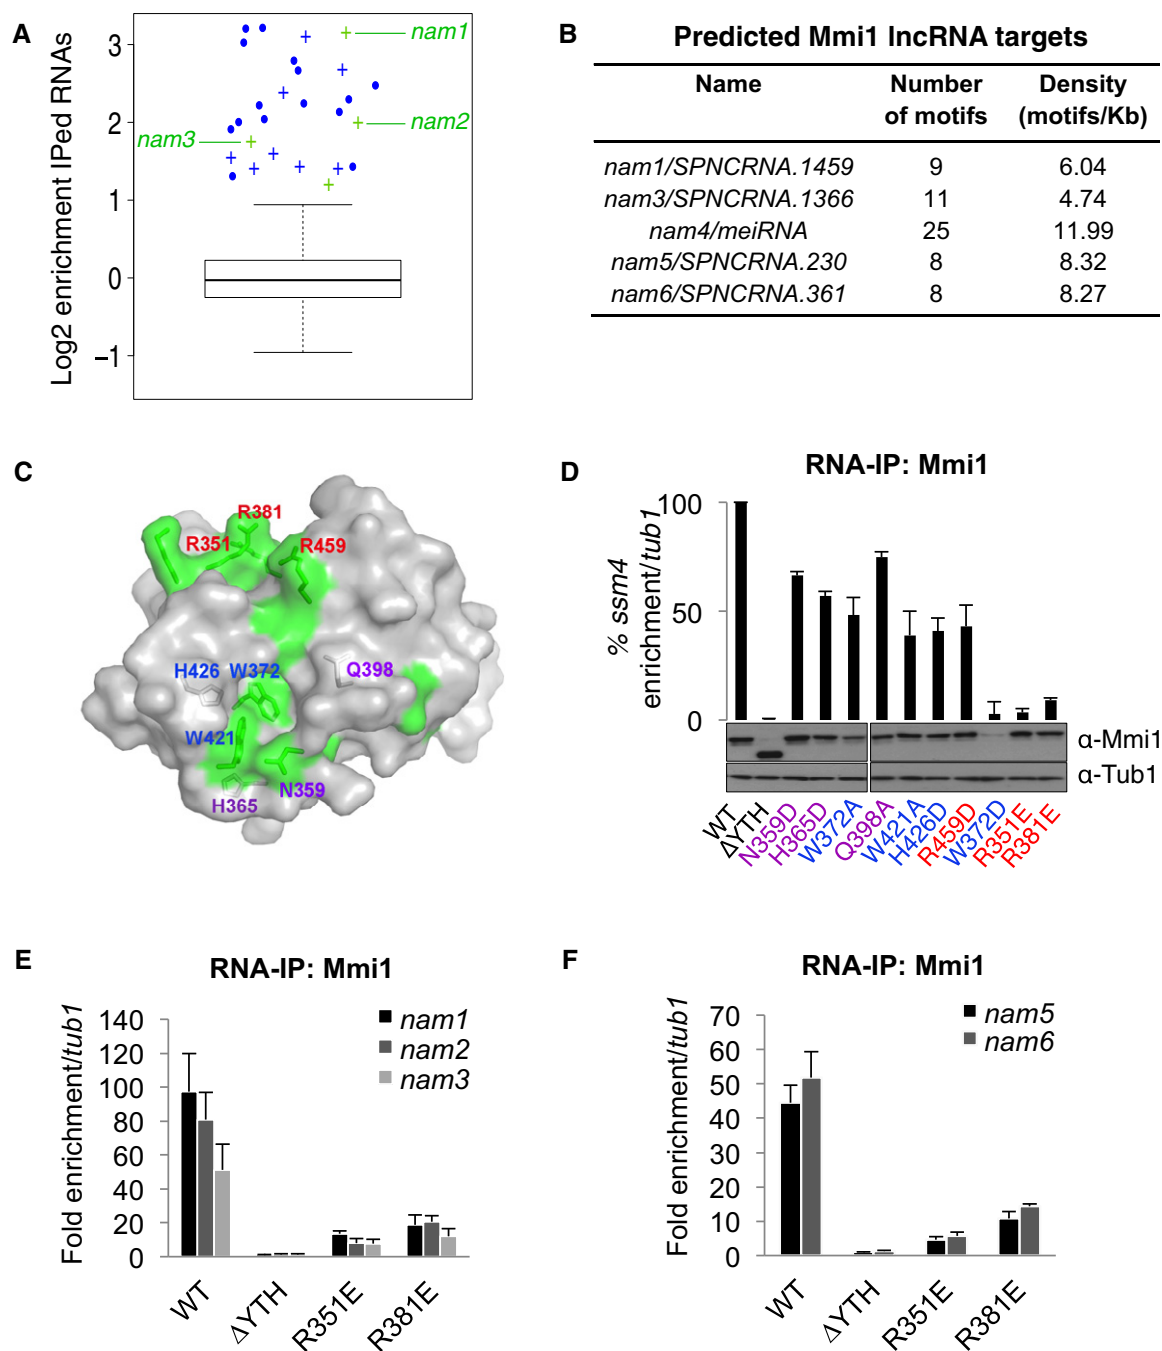 A
Log2 enrichment IPed RNAs
3
2
1
0
−1
nam1
nam2
nam3
B
Predicted Mmi1 lncRNA targets
Name Number of motifs Density (motifs/Kb)
nam1/SPNCRNA.1459 9 6.04
nam3/SPNCRNA.1366 11 4.74
nam4/meiRNA 25 11.99
nam5/SPNCRNA.230 8 8.32
nam6/SPNCRNA.361 8 8.27
C
R381
R351
R459
H426 W372
Q398
W421
N359
H365
D
RNA-IP: Mmi1
% ssm4 enrichment/tub1
100
50
0
α-Mmi1
α-Tub1
WT
ΔYTH
N359D
H365D
W372A
Q398A
W421A
H426D
R459D
W372D
R351E
R381E
E
RNA-IP: Mmi1
Fold enrichment/tub1
140
120
100
80
60
40
20
0
nam1
nam2
nam3
WT
ΔYTH
R351E
R381E
F
RNA-IP: Mmi1
Fold enrichment/tub1
70
60
50
40
30
20
10
0
nam5
nam6
WT
ΔYTH
R351E
R381E